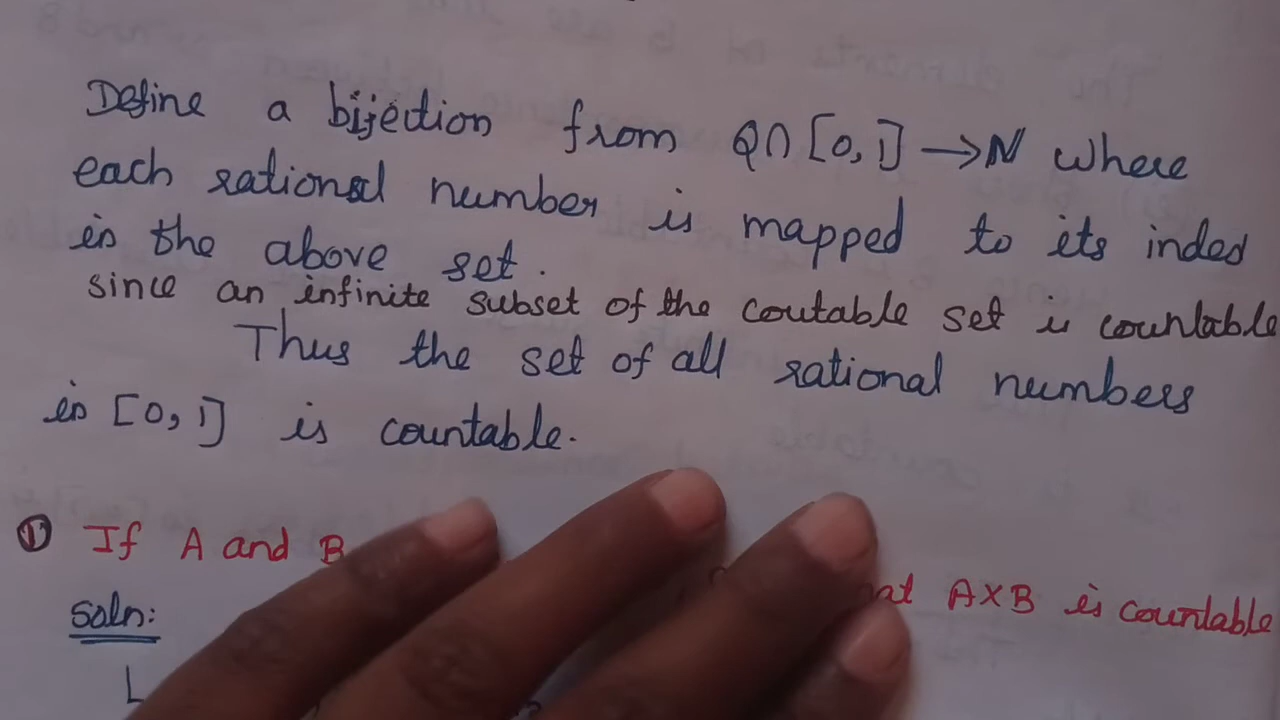 Define a bijection from Q∩[0,1]→N where
each rational number is mapped to its inded
in the above set.
since an infinite subset of the coutable set is countable
Thus the set of all rational numbers
in [0,1] is countable.
① If A and B at A×B is countable
Soln:
L